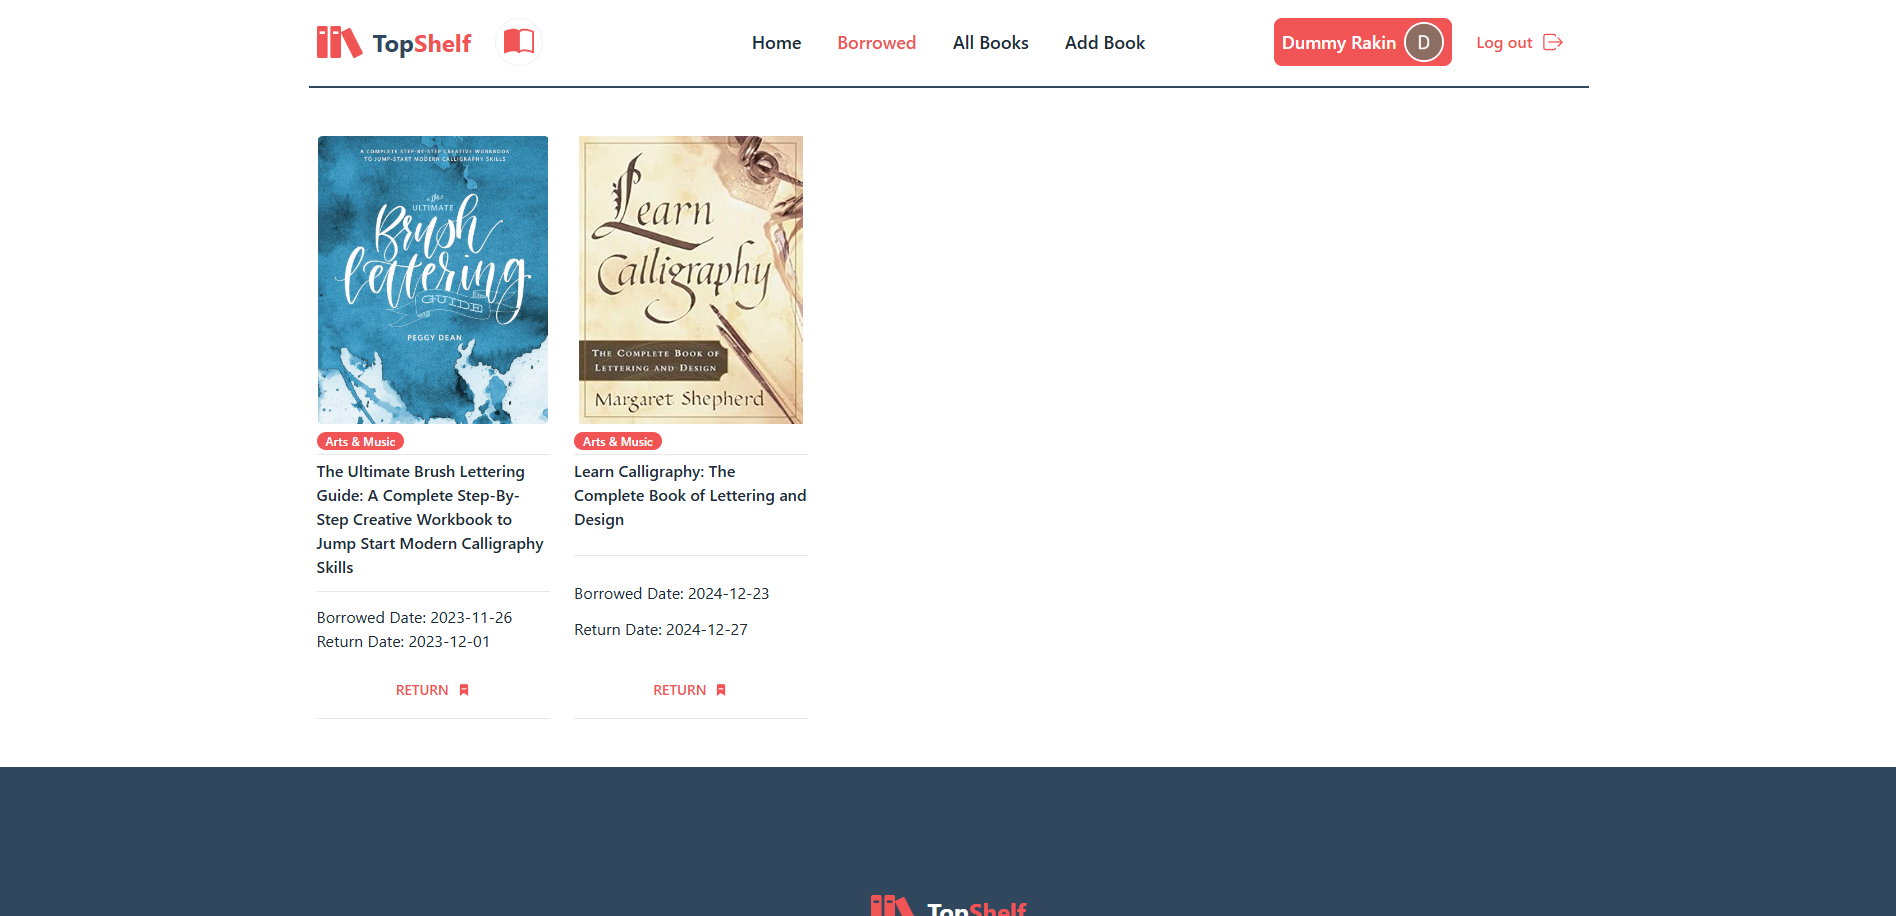 TopShelf
Home
Borrowed
All Books
Add Book
Dummy Rakin
D
Log out
A COMPLETE STEP-BY-STEP CREATIVE WORKBOOK
TO JUMP-START MODERN CALLIGRAPHY SKILLS
the
ULTIMATE
Brush
lettering
GUIDE
PEGGY DEAN
Learn
Calligraphy
THE COMPLETE BOOK OF
LETTERING AND DESIGN
Margaret Shepherd
Arts & Music
The Ultimate Brush Lettering
Guide: A Complete Step-By-
Step Creative Workbook to
Jump Start Modern Calligraphy
Skills
Borrowed Date: 2023-11-26
Return Date: 2023-12-01
RETURN
Arts & Music
Learn Calligraphy: The
Complete Book of Lettering and
Design
Borrowed Date: 2024-12-23
Return Date: 2024-12-27
RETURN
TopShelf